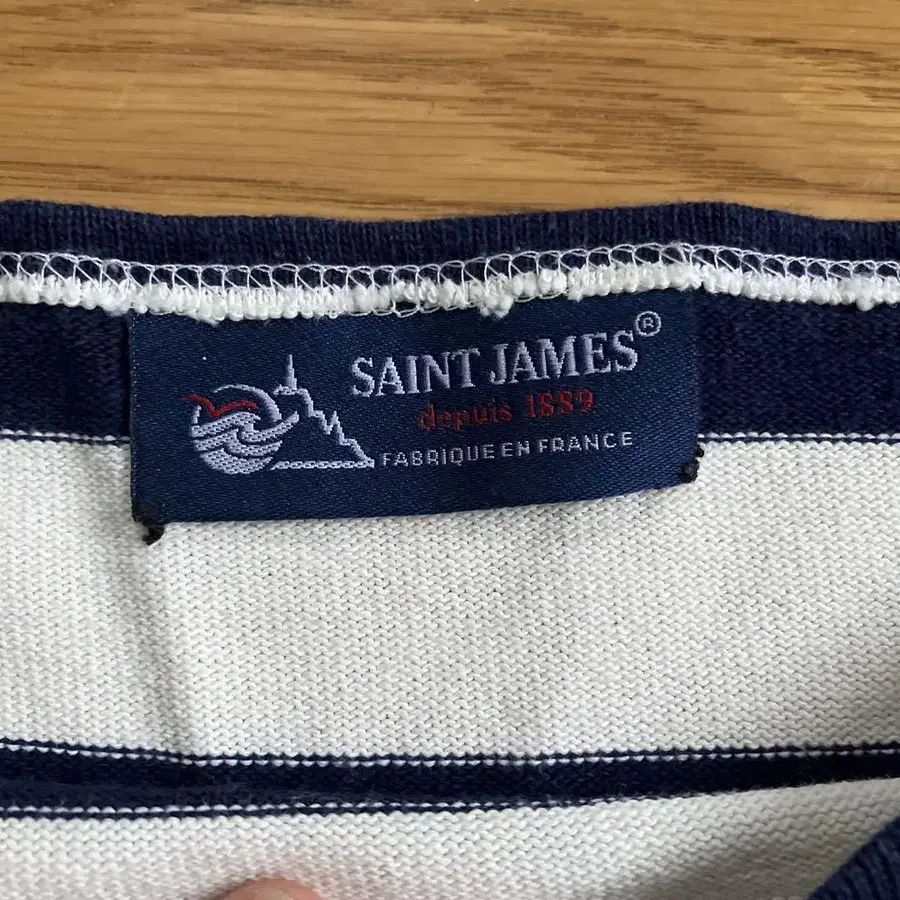 SAINT JAMES®
depuis 1889
FABRIQUE EN FRANCE